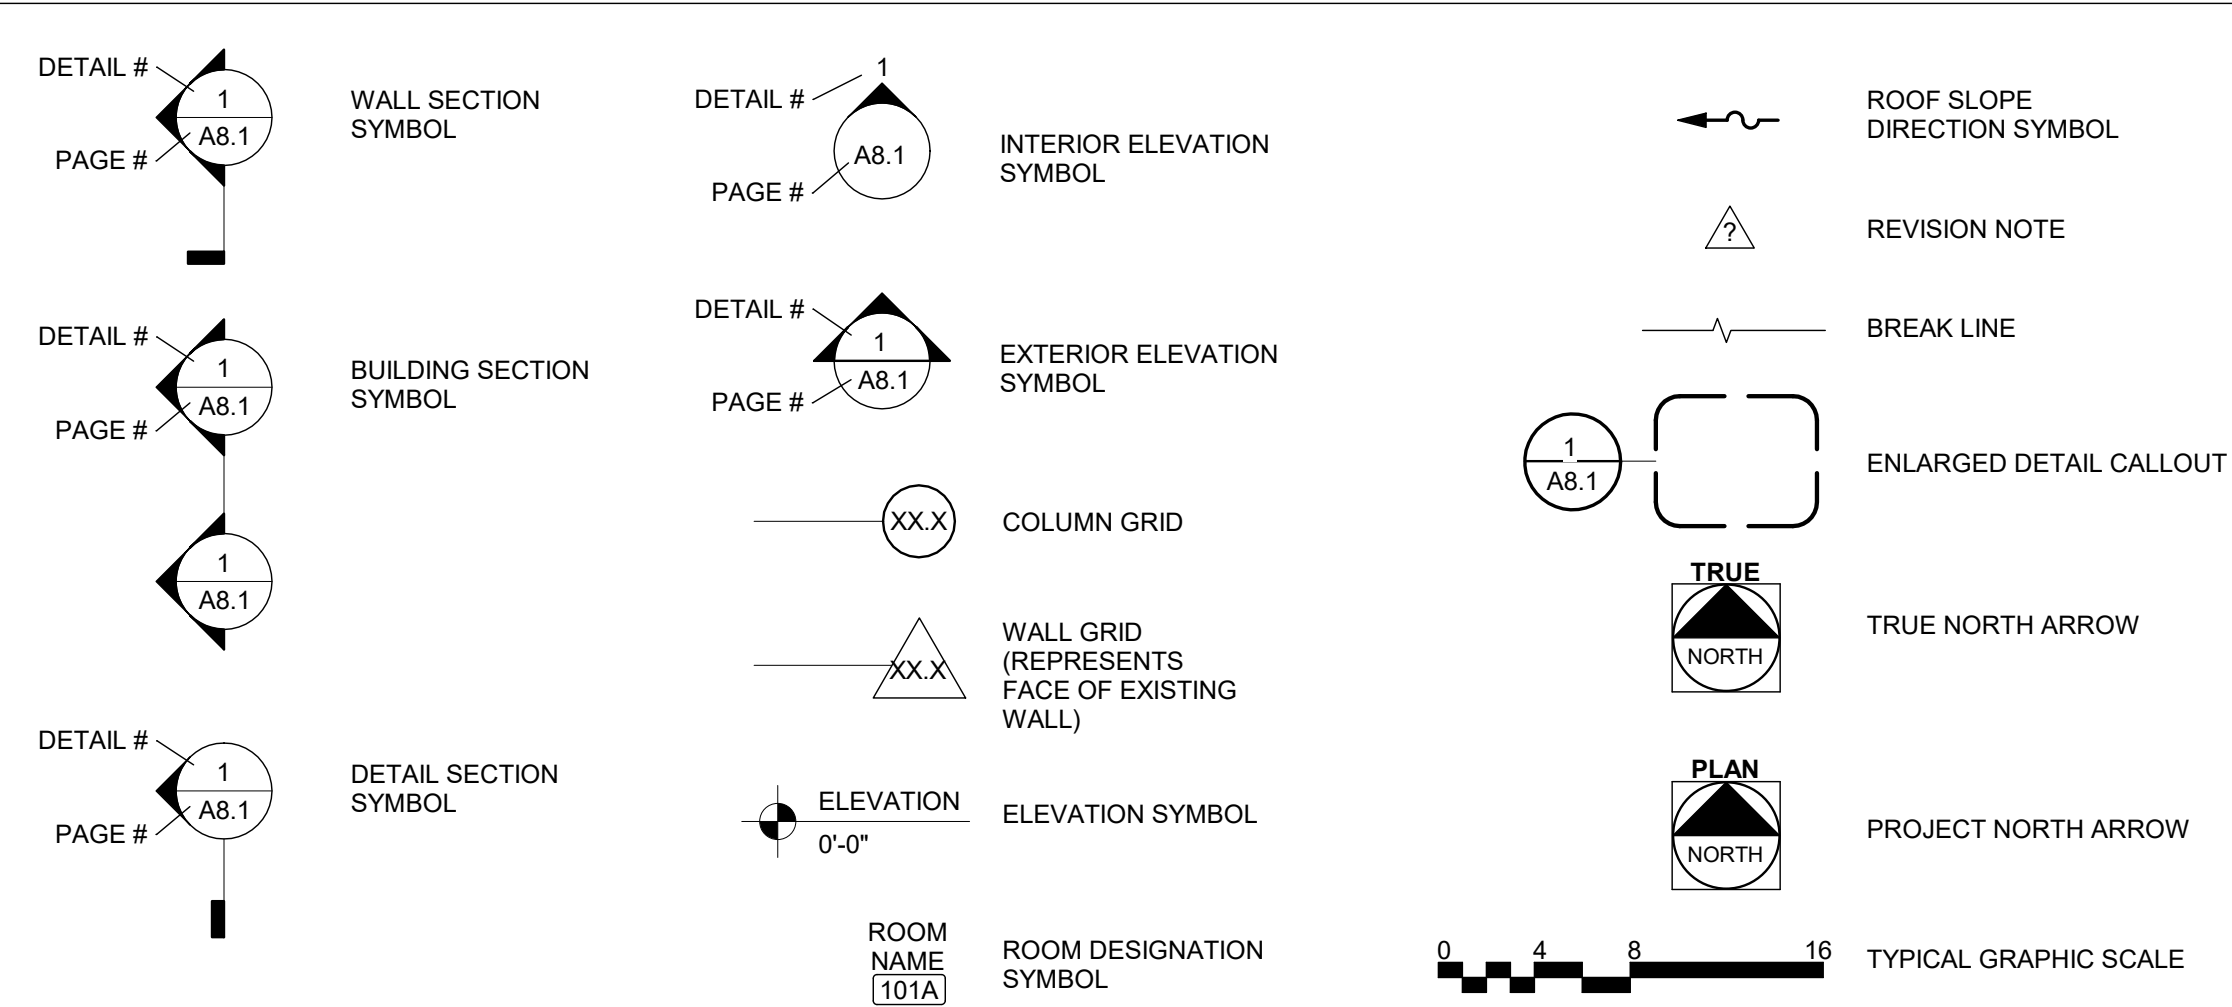 DETAIL #
1
A8.1
PAGE #
WALL SECTION
SYMBOL
DETAIL #
1
A8.1
PAGE #
BUILDING SECTION
SYMBOL
1
A8.1
DETAIL #
1
A8.1
PAGE #
DETAIL SECTION
SYMBOL
1
DETAIL #
A8.1
PAGE #
INTERIOR ELEVATION
SYMBOL
DETAIL #
1
A8.1
PAGE #
EXTERIOR ELEVATION
SYMBOL
XX.X
COLUMN GRID
XX.X
WALL GRID
(REPRESENTS
FACE OF EXISTING
WALL)
ELEVATION
0'-0"
ELEVATION SYMBOL
ROOM
NAME
101A
ROOM DESIGNATION
SYMBOL
ROOF SLOPE
DIRECTION SYMBOL
?
REVISION NOTE
BREAK LINE
1
A8.1
ENLARGED DETAIL CALLOUT
TRUE
NORTH
TRUE NORTH ARROW
PLAN
NORTH
PROJECT NORTH ARROW
0 4 8 16
TYPICAL GRAPHIC SCALE